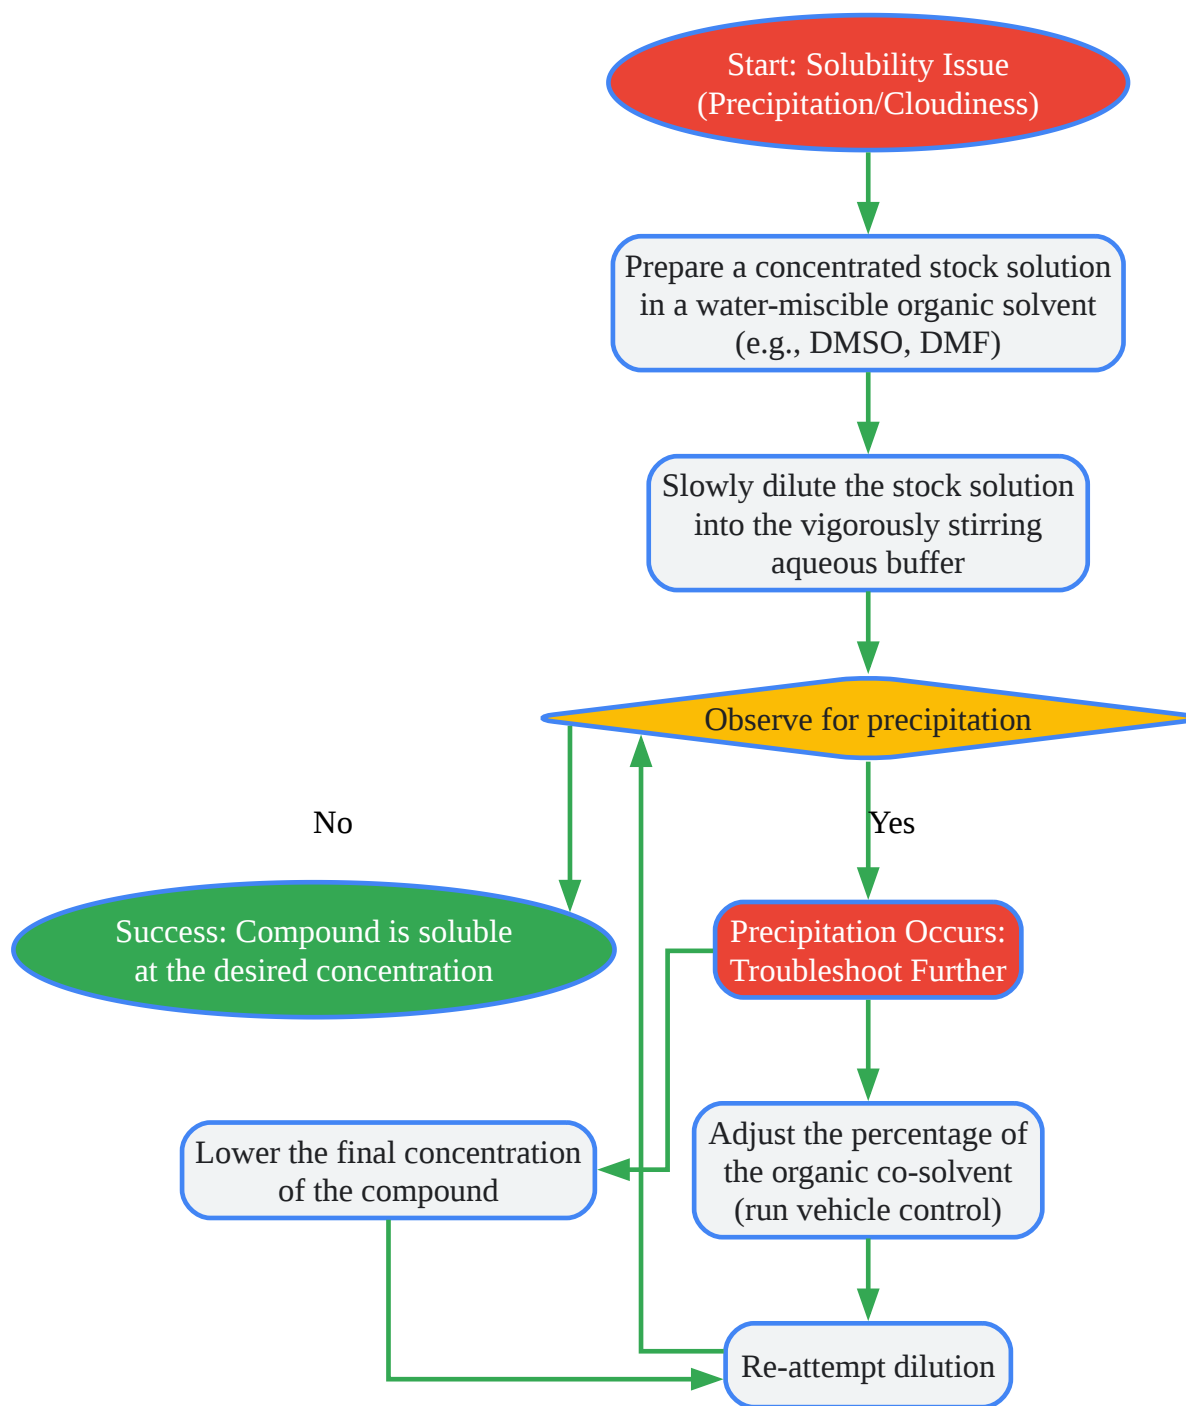 Start: Solubility Issue
(Precipitation/Cloudiness)
Prepare a concentrated stock solution
in a water-miscible organic solvent
(e.g., DMSO, DMF)
Slowly dilute the stock solution
into the vigorously stirring
aqueous buffer
Observe for precipitation
No
Yes
Success: Compound is soluble
at the desired concentration
Precipitation Occurs:
Troubleshoot Further
Lower the final concentration
of the compound
Adjust the percentage of
the organic co-solvent
(run vehicle control)
Re-attempt dilution